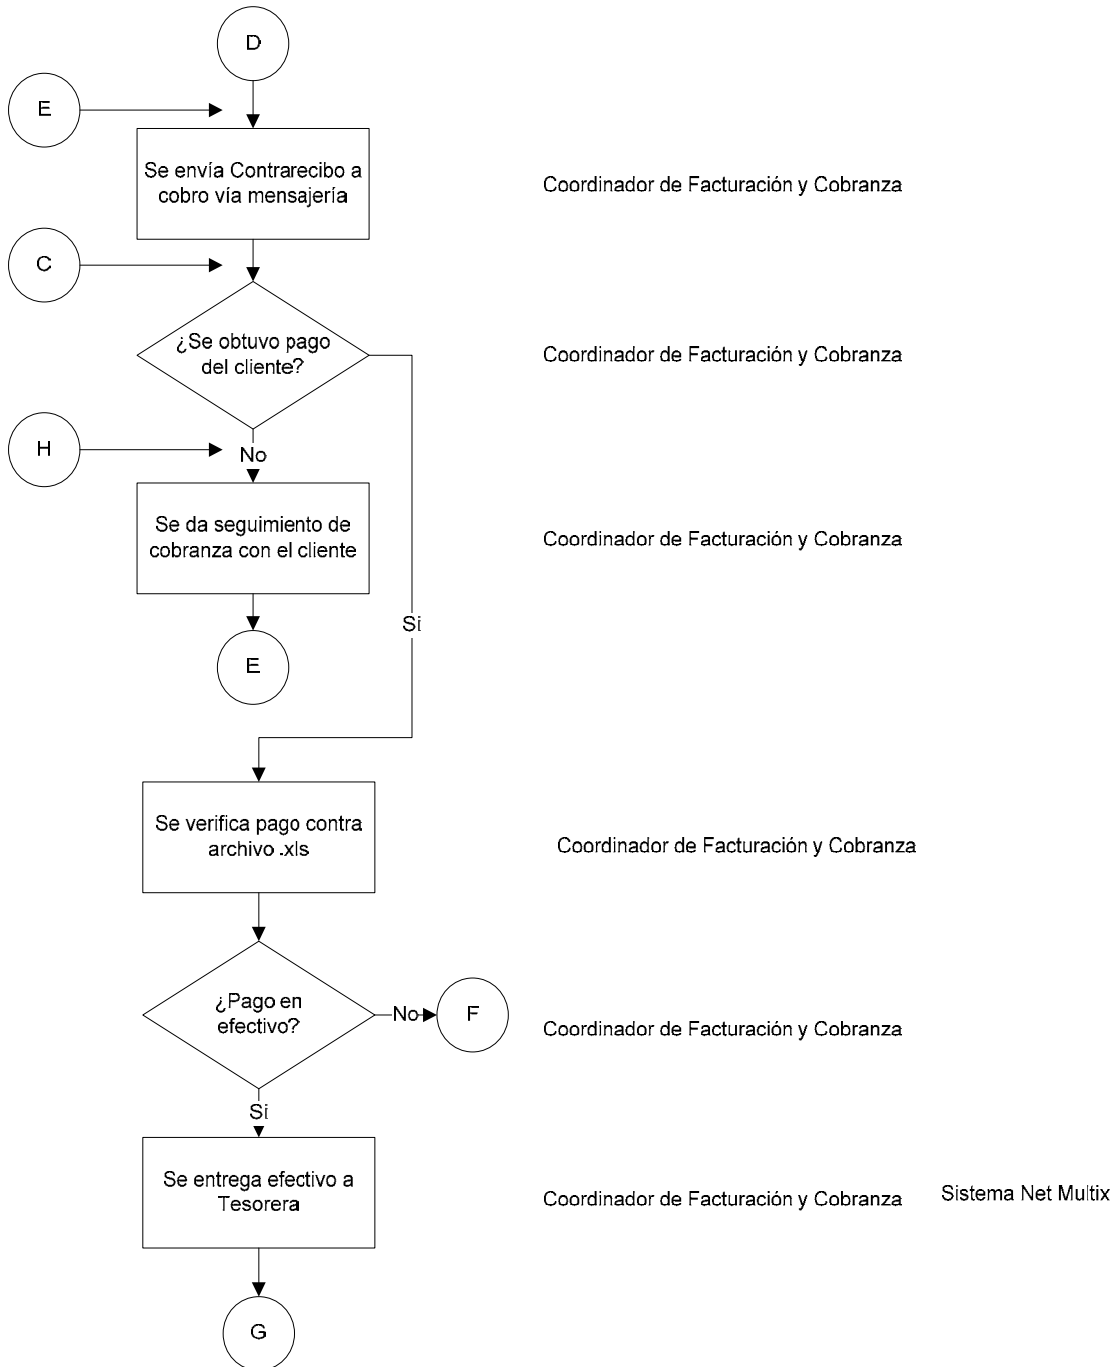 D
E
Se envía Contrarecibo a
cobro vía mensajería
Coordinador de Facturación y Cobranza
C
¿Se obtuvo pago
del cliente?
Coordinador de Facturación y Cobranza
H
No
Se da seguimiento de
cobranza con el cliente
Coordinador de Facturación y Cobranza
Si
E
Se verifica pago contra
archivo .xls
Coordinador de Facturación y Cobranza
¿Pago en
efectivo?
No
F
Coordinador de Facturación y Cobranza
Si
Se entrega efectivo a
Tesorera
Coordinador de Facturación y Cobranza
Sistema Net Multix
G